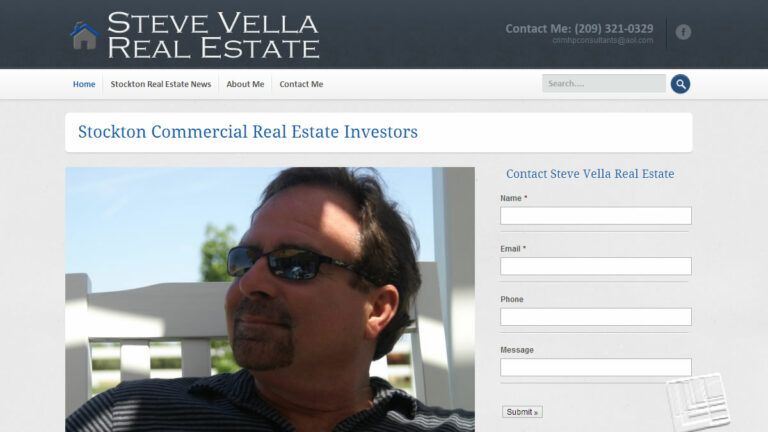 STEVE VELLA
REAL ESTATE
Contact Me: (209) 321-0329
crimhpconsultants@aol.com
f
Home
Stockton Real Estate News
About Me
Contact Me
Search....
Stockton Commercial Real Estate Investors
Contact Steve Vella Real Estate
Name *
Email *
Phone
Message
Submit »